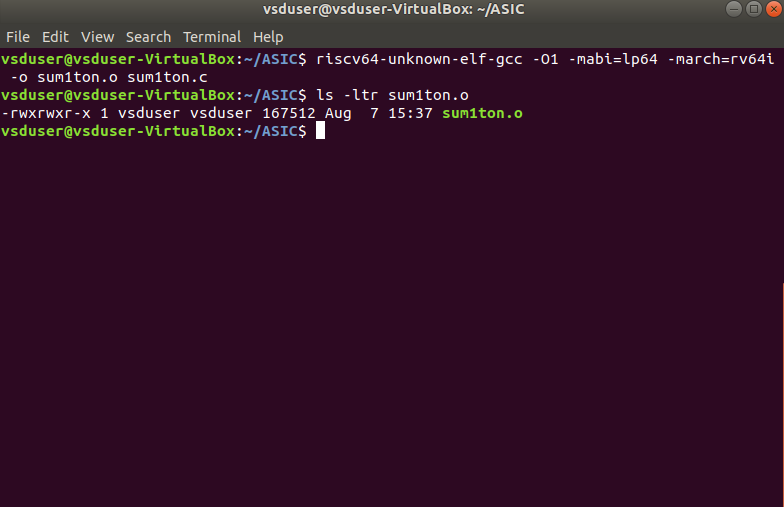 vsduser@vsduser-VirtualBox: ~/ASIC
File Edit View Search Terminal Help
vsduser@vsduser-VirtualBox:~/ASIC$ riscv64-unknown-elf-gcc -O1 -mabi=lp64 -march=rv64i
-o sum1ton.o sum1ton.c
vsduser@vsduser-VirtualBox:~/ASIC$ ls -ltr sum1ton.o
-rwxrwxr-x 1 vsduser vsduser 167512 Aug  7 15:37 sum1ton.o
vsduser@vsduser-VirtualBox:~/ASIC$